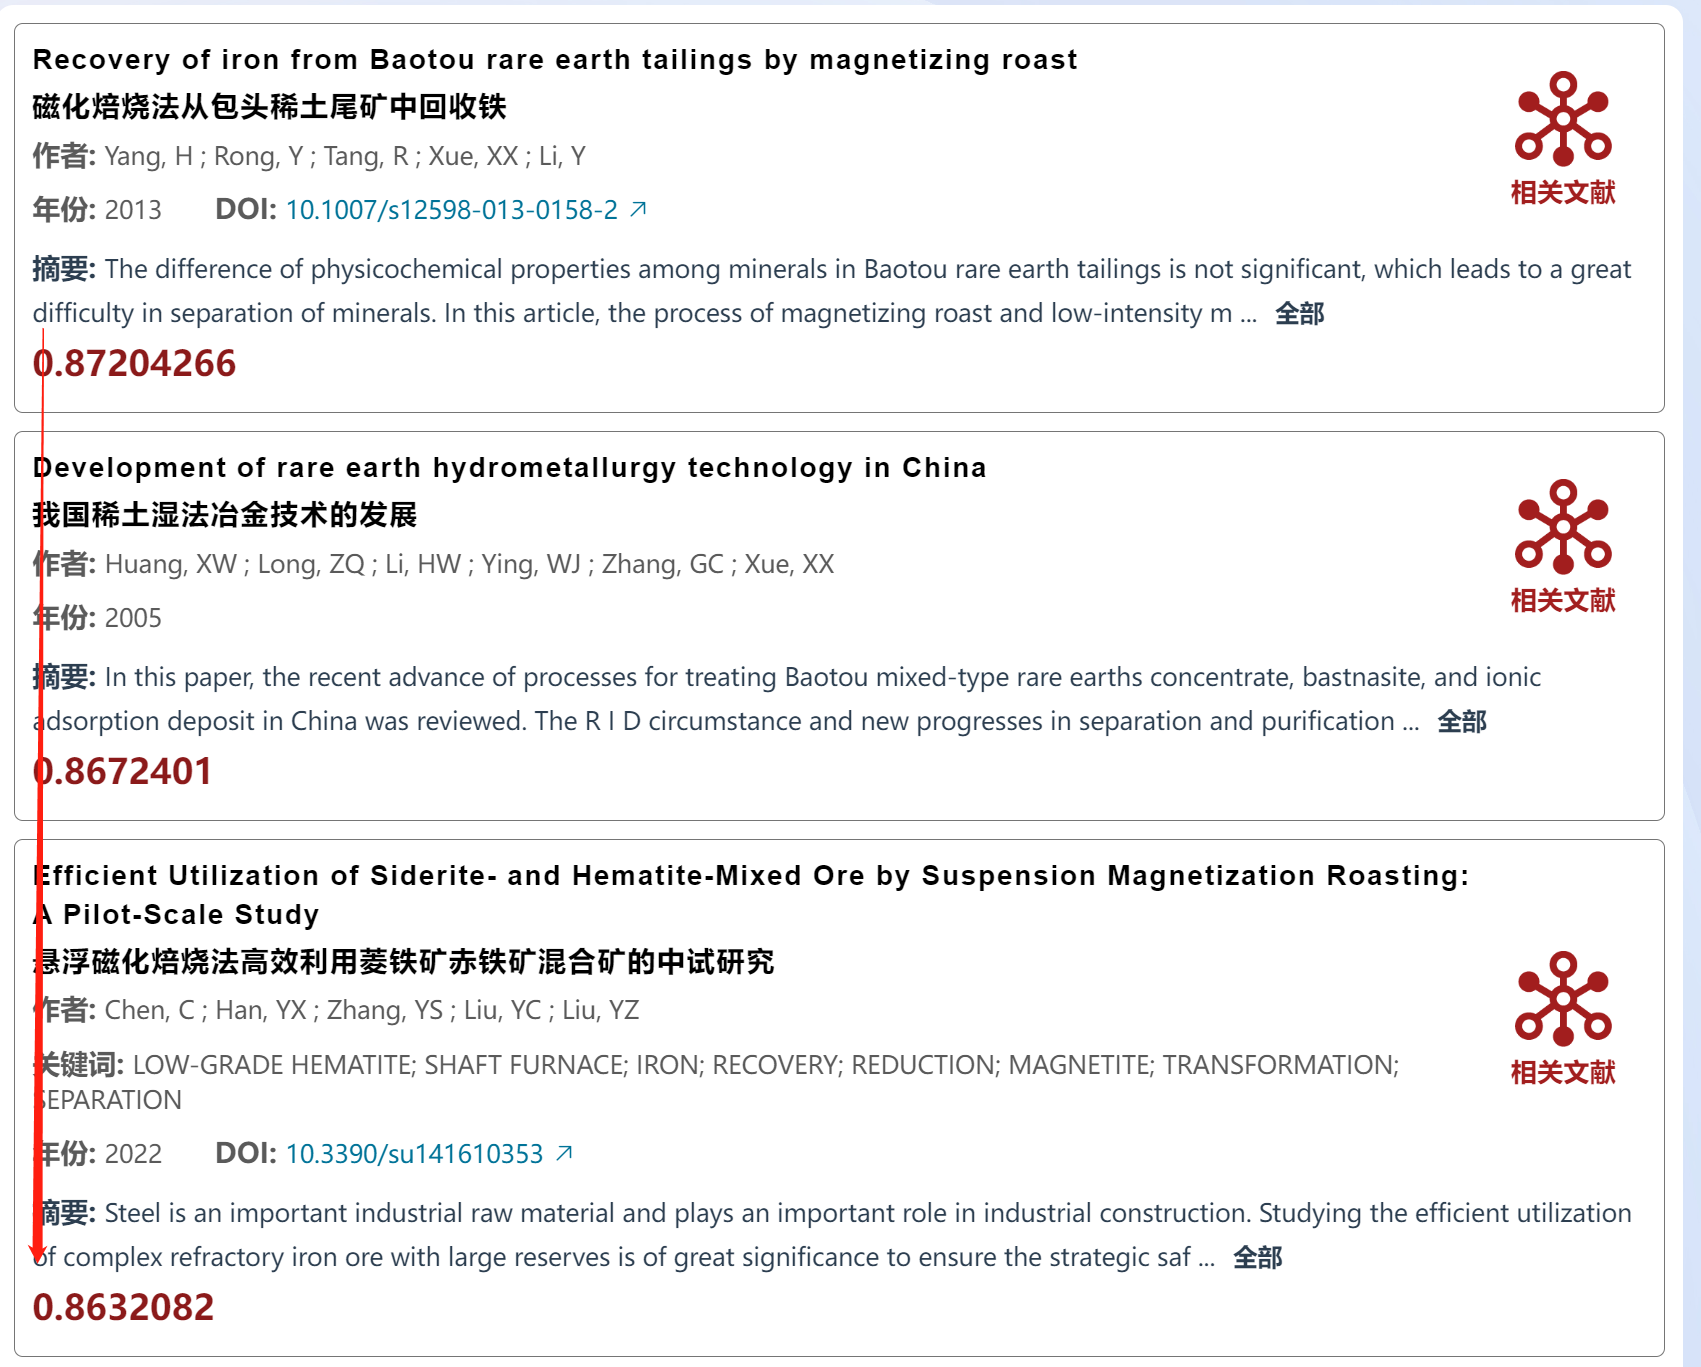 Recovery of iron from Baotou rare earth tailings by magnetizing roast
磁化焙烧法从包头稀土尾矿中回收铁
作者: Yang, H ; Rong, Y ; Tang, R ; Xue, XX ; Li, Y
年份: 2013 DOI: 10.1007/s12598-013-0158-2
相关文献
摘要: The difference of physicochemical properties among minerals in Baotou rare earth tailings is not significant, which leads to a great
difficulty in separation of minerals. In this article, the process of magnetizing roast and low-intensity m ... 全部
0.87204266
Development of rare earth hydrometallurgy technology in China
我国稀土湿法冶金技术的发展
作者: Huang, XW ; Long, ZQ ; Li, HW ; Ying, WJ ; Zhang, GC ; Xue, XX
年份: 2005
相关文献
摘要: In this paper, the recent advance of processes for treating Baotou mixed-type rare earths concentrate, bastnasite, and ionic
adsorption deposit in China was reviewed. The R I D circumstance and new progresses in separation and purification ... 全部
0.8672401
Efficient Utilization of Siderite- and Hematite-Mixed Ore by Suspension Magnetization Roasting:
A Pilot-Scale Study
悬浮磁化焙烧法高效利用菱铁矿赤铁矿混合矿的中试研究
作者: Chen, C ; Han, YX ; Zhang, YS ; Liu, YC ; Liu, YZ
关键词: LOW-GRADE HEMATITE; SHAFT FURNACE; IRON; RECOVERY; REDUCTION; MAGNETITE; TRANSFORMATION;
SEPARATION
相关文献
年份: 2022 DOI: 10.3390/su141610353
摘要: Steel is an important industrial raw material and plays an important role in industrial construction. Studying the efficient utilization
of complex refractory iron ore with large reserves is of great significance to ensure the strategic saf ... 全部
0.8632082